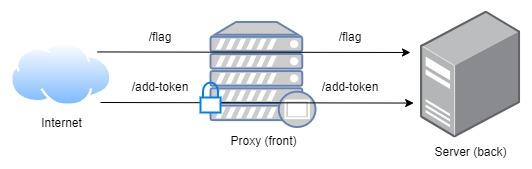 /flag
/flag
/add-token
/add-token
Internet
Proxy (front)
Server (back)